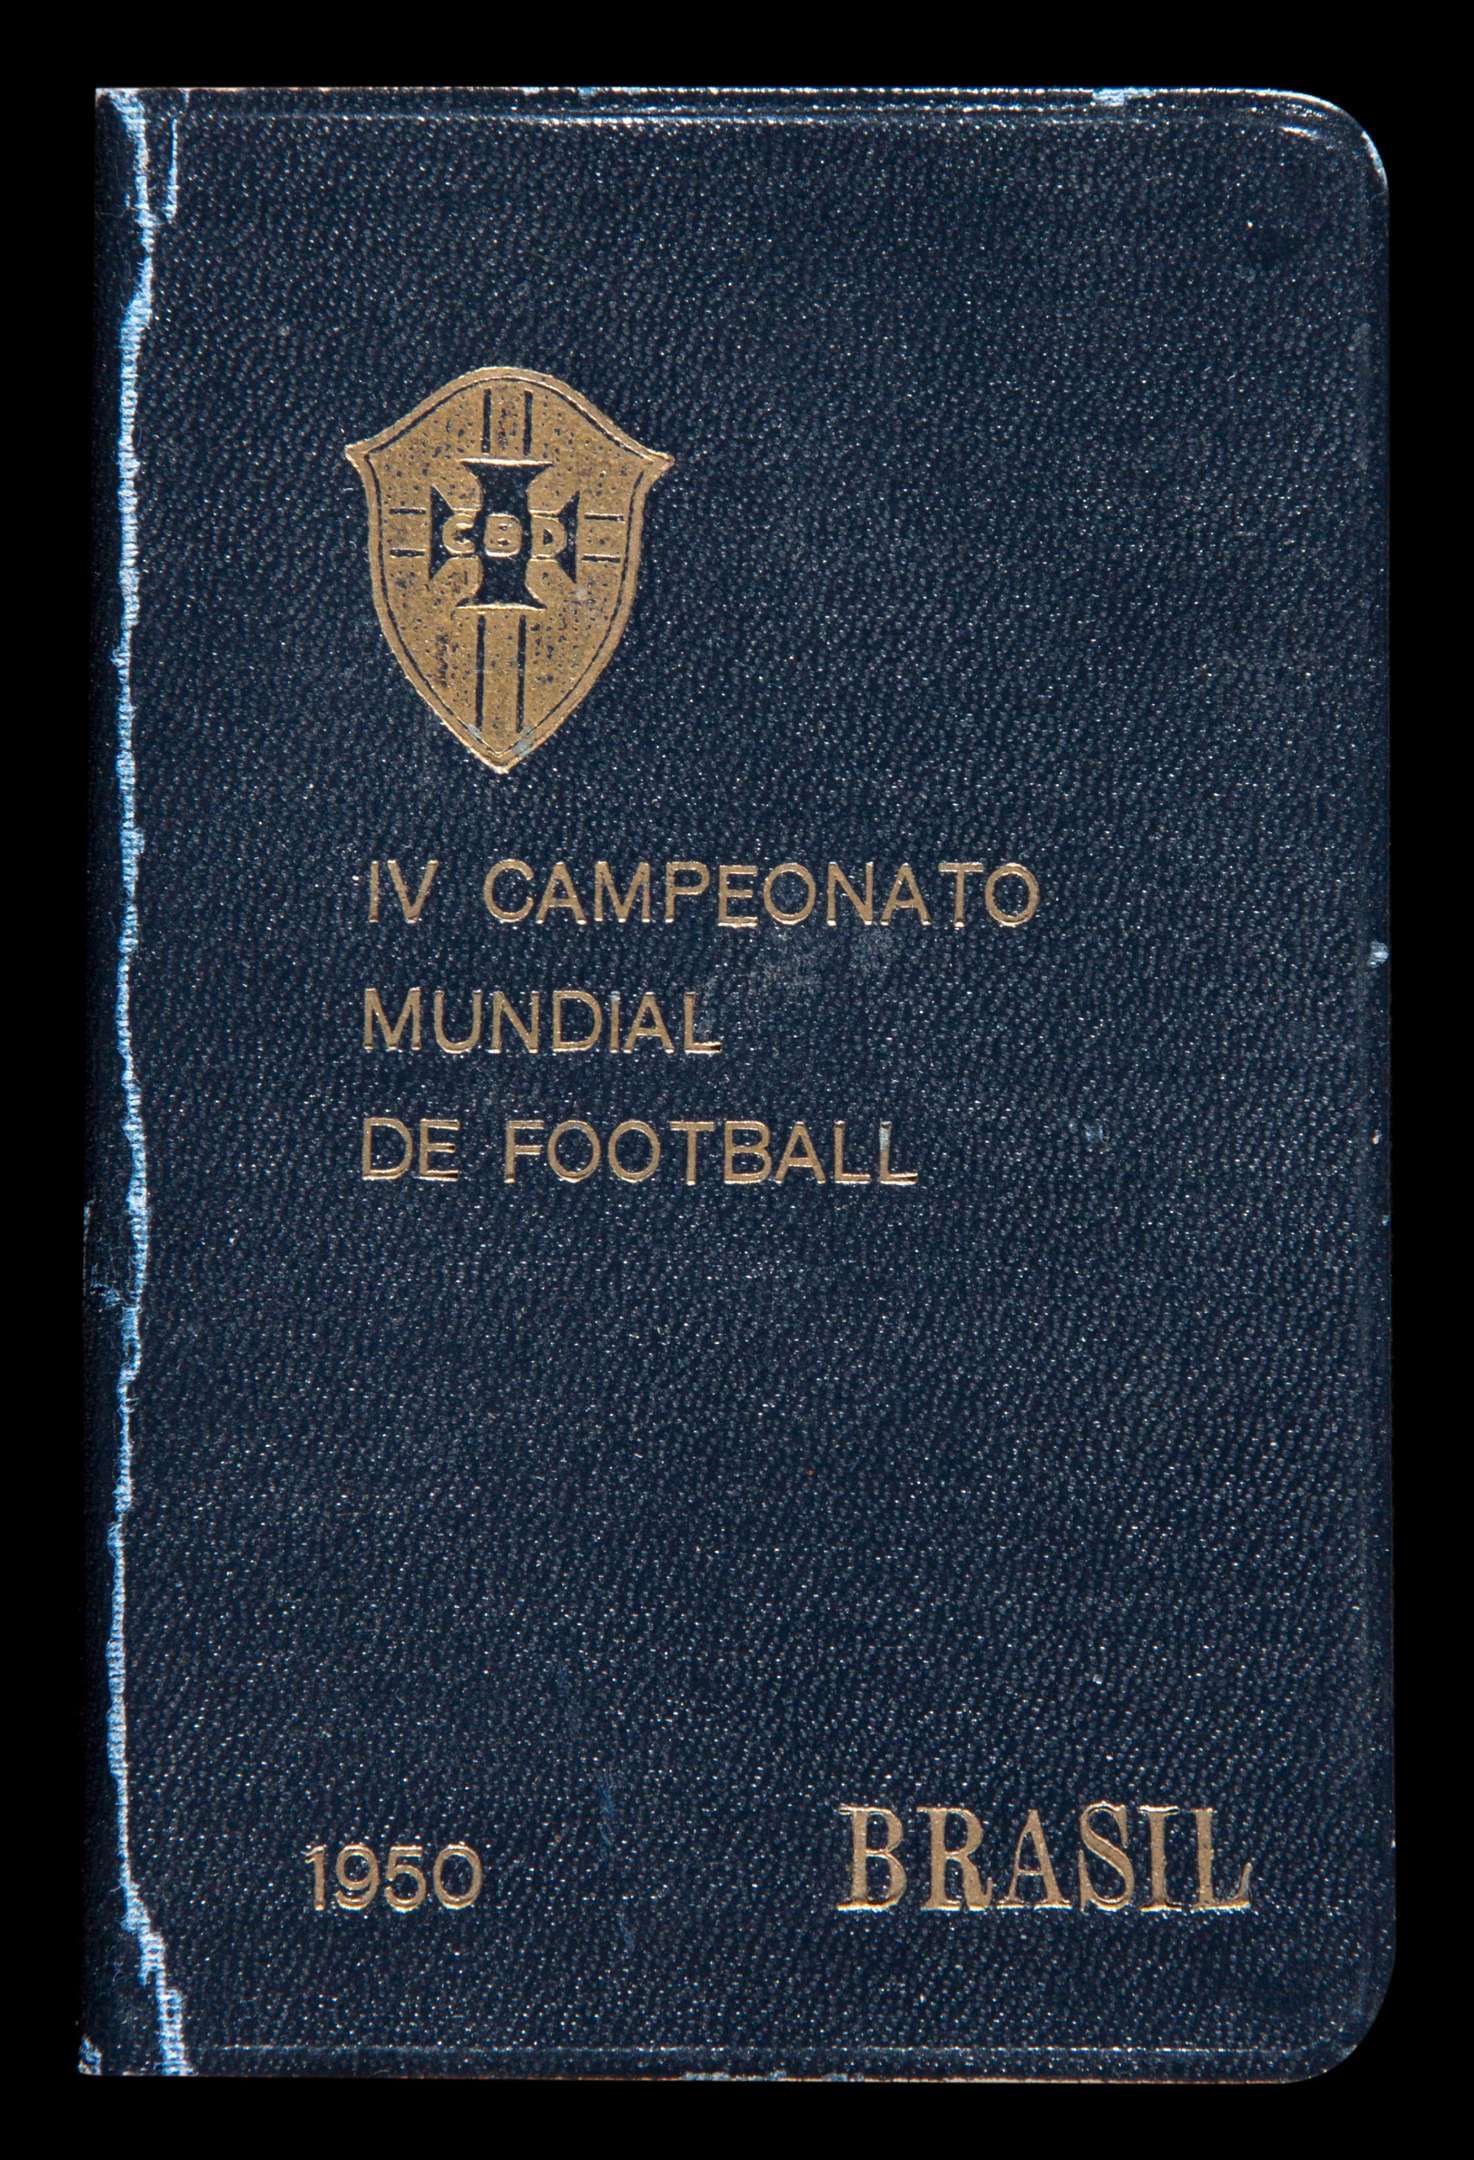 CBD
IV CAMPEONATO
MUNDIAL
DE FOOTBALL
1950 BRASIL